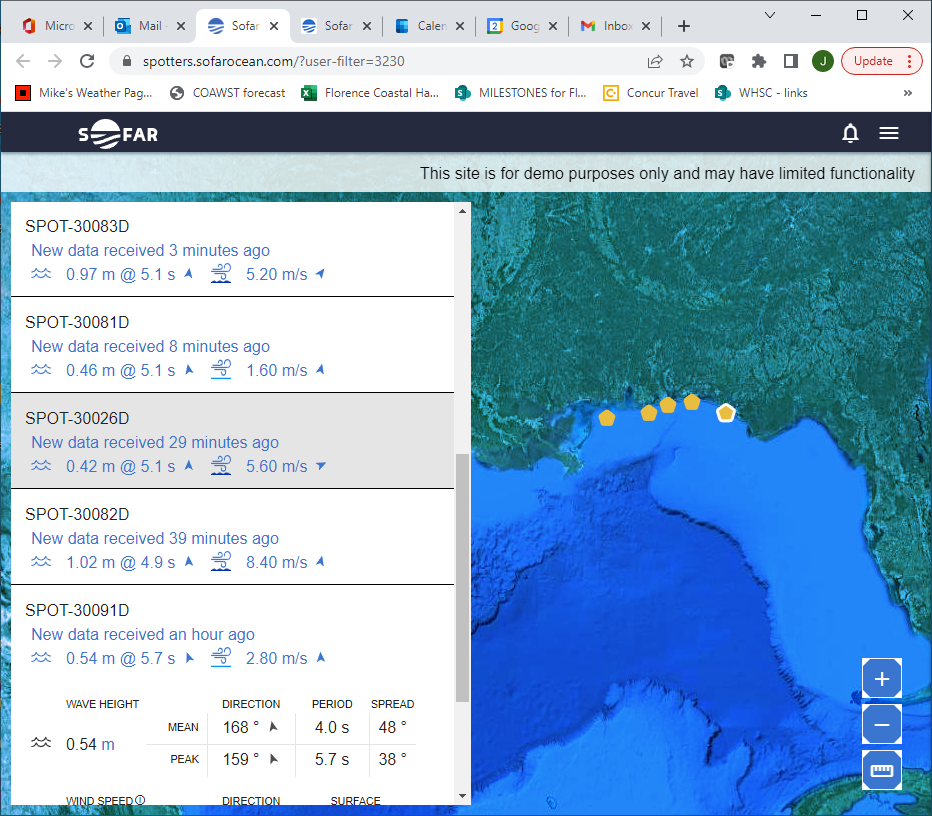 Micro
Mail -
Sofar
Sofar
Calen
Goog
Inbox
spotters.sofarocean.com/?user-filter=3230
J
Update
Mike's Weather Pag...
COAWST forecast
Florence Coastal Ha...
MILESTONES for Fl...
Concur Travel
WHSC - links
»
SOFAR
This site is for demo purposes only and may have limited functionality
SPOT-30083D
New data received 3 minutes ago
0.97 m @ 5.1 s 5.20 m/s
SPOT-30081D
New data received 8 minutes ago
0.46 m @ 5.1 s 1.60 m/s
SPOT-30026D
New data received 29 minutes ago
0.42 m @ 5.1 s 5.60 m/s
SPOT-30082D
New data received 39 minutes ago
1.02 m @ 4.9 s 8.40 m/s
SPOT-30091D
New data received an hour ago
0.54 m @ 5.7 s 2.80 m/s
WAVE HEIGHT DIRECTION PERIOD SPREAD
MEAN 168 ° 4.0 s 48 °
0.54 m
PEAK 159 ° 5.7 s 38 °
WIND SPEED DIRECTION SURFACE